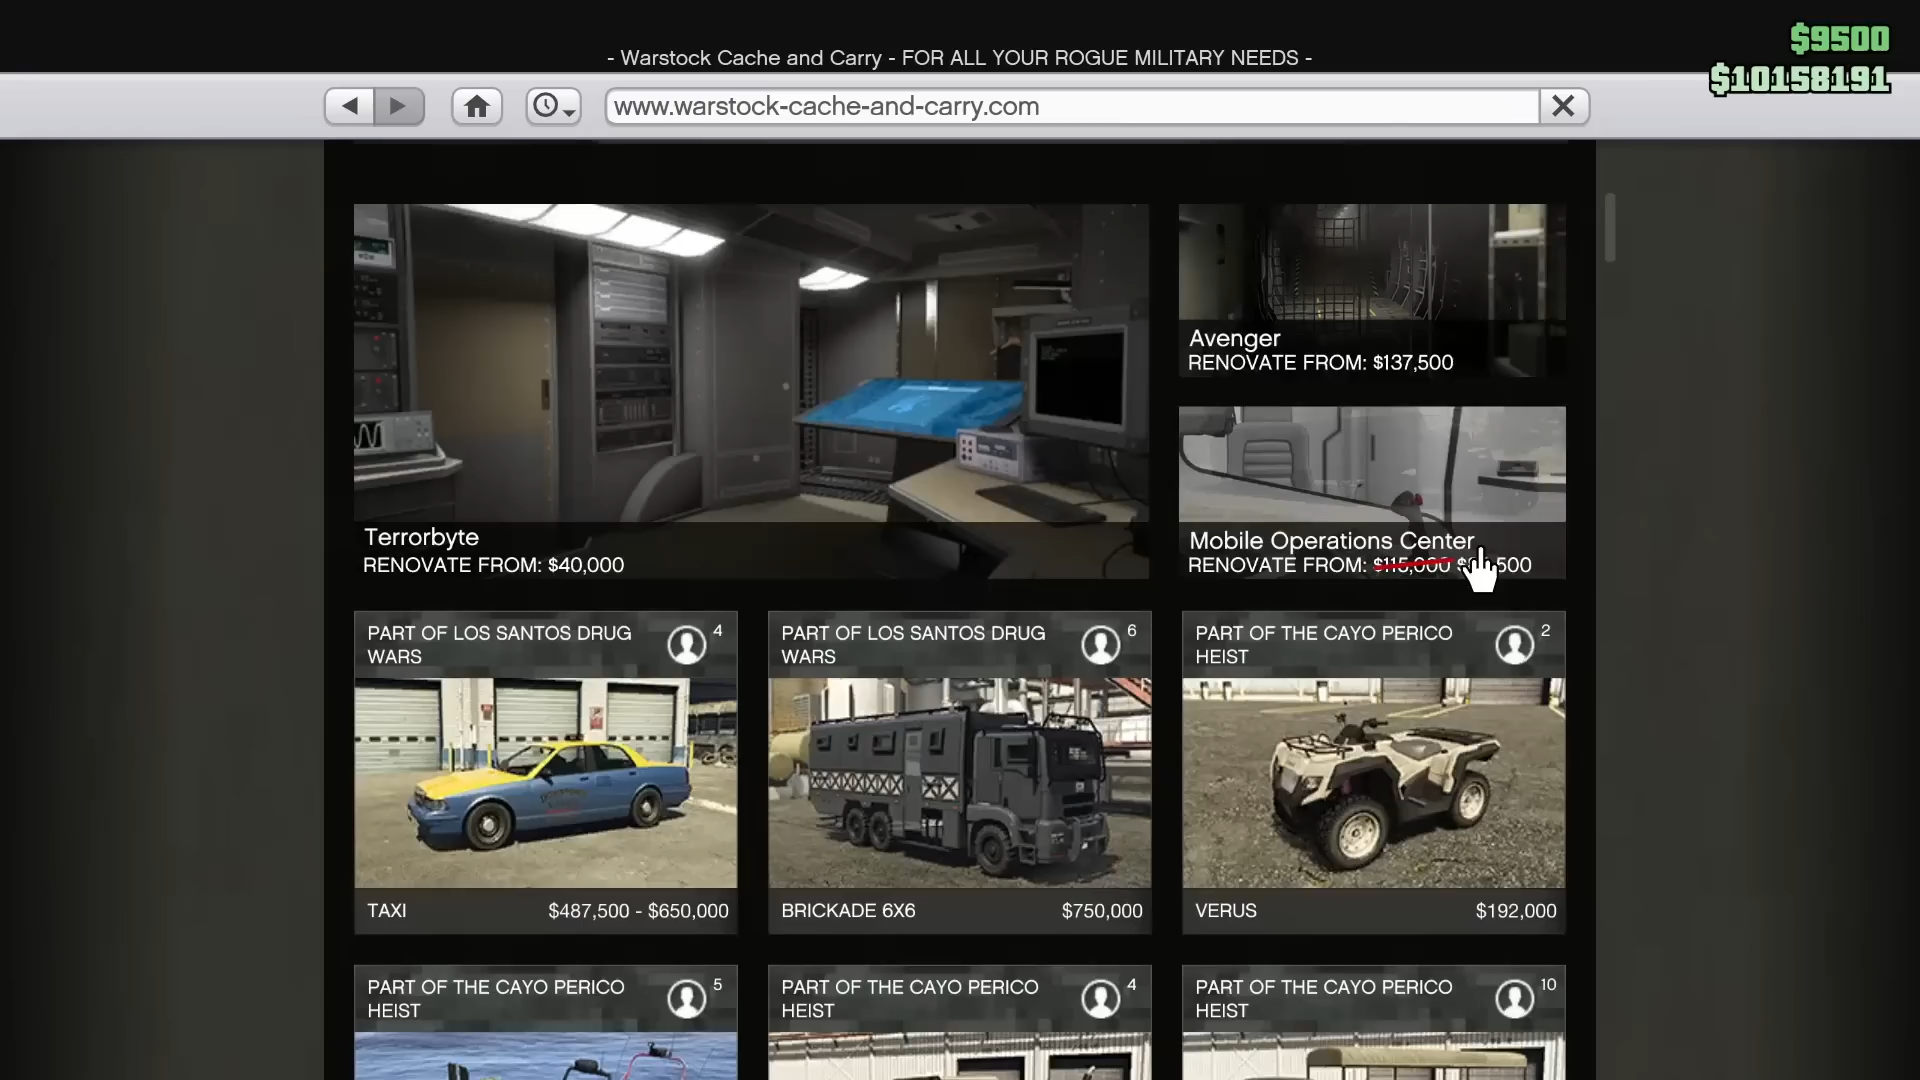 $9500
- Warstock Cache and Carry - FOR ALL YOUR ROGUE MILITARY NEEDS -
$10158191
www.warstock-cache-and-carry.com
Avenger
RENOVATE FROM: $137,500
Terrorbyte
RENOVATE FROM: $40,000
Mobile Operations Center
RENOVATE FROM: $115,000
PART OF LOS SANTOS DRUG
WARS
4
PART OF LOS SANTOS DRUG
WARS
6
PART OF THE CAYO PERICO
HEIST
2
TAXI $487,500 - $650,000
BRICKADE 6X6 $750,000
VERUS $192,000
PART OF THE CAYO PERICO
HEIST
5
PART OF THE CAYO PERICO
HEIST
4
PART OF THE CAYO PERICO
HEIST
10